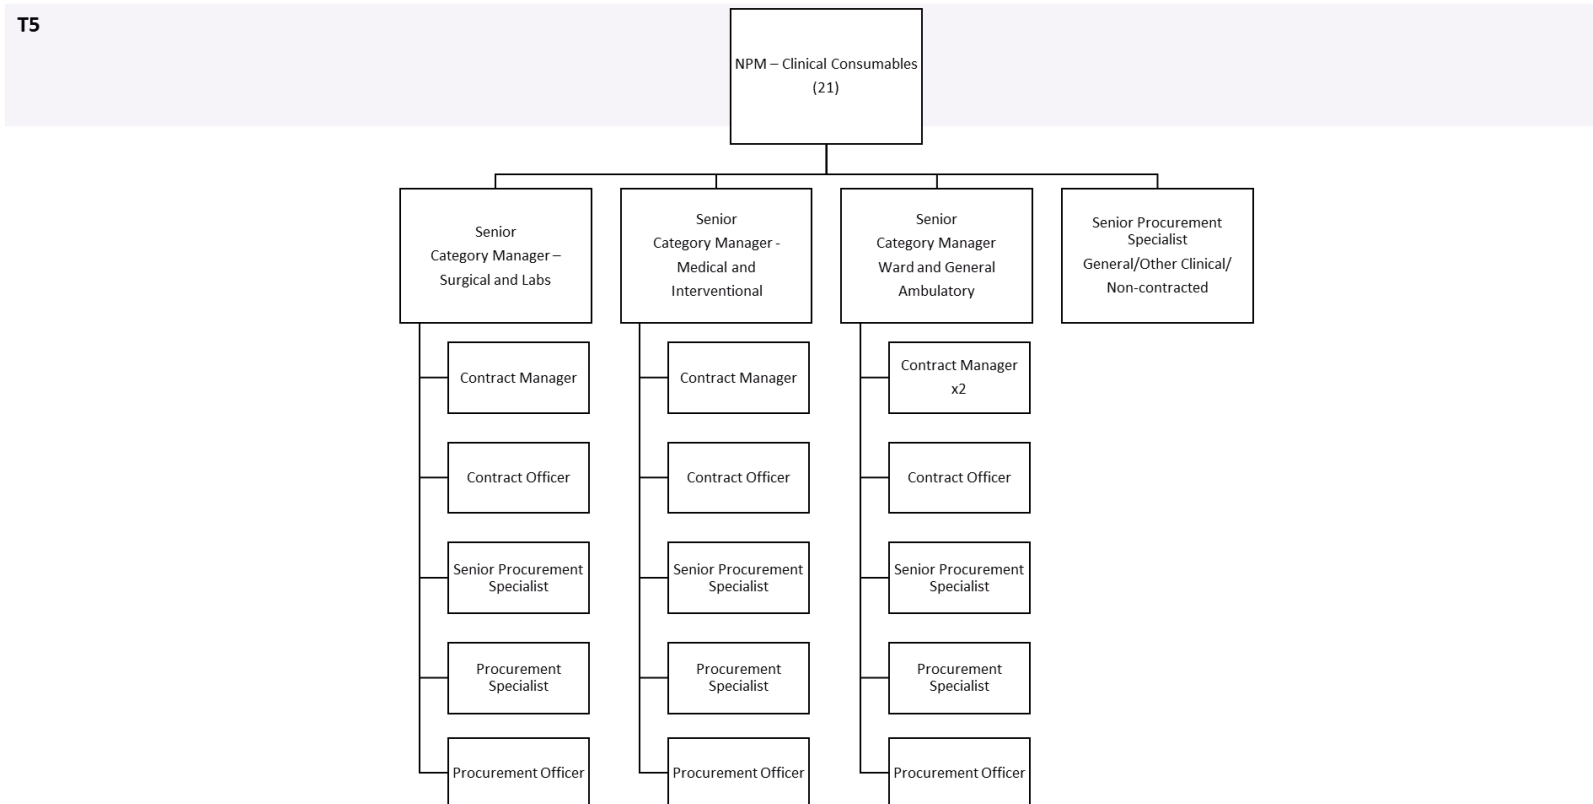 T5
NPM – Clinical Consumables
(21)
Senior
Category Manager –
Surgical and Labs
Senior
Category Manager -
Medical and
Interventional
Senior
Category Manager
Ward and General
Ambulatory
Senior Procurement
Specialist
General/Other Clinical/
Non-contracted
Contract Manager
Contract Manager
Contract Manager
x2
Contract Officer
Contract Officer
Contract Officer
Senior Procurement
Specialist
Senior Procurement
Specialist
Senior Procurement
Specialist
Procurement
Specialist
Procurement
Specialist
Procurement
Specialist
Procurement Officer
Procurement Officer
Procurement Officer